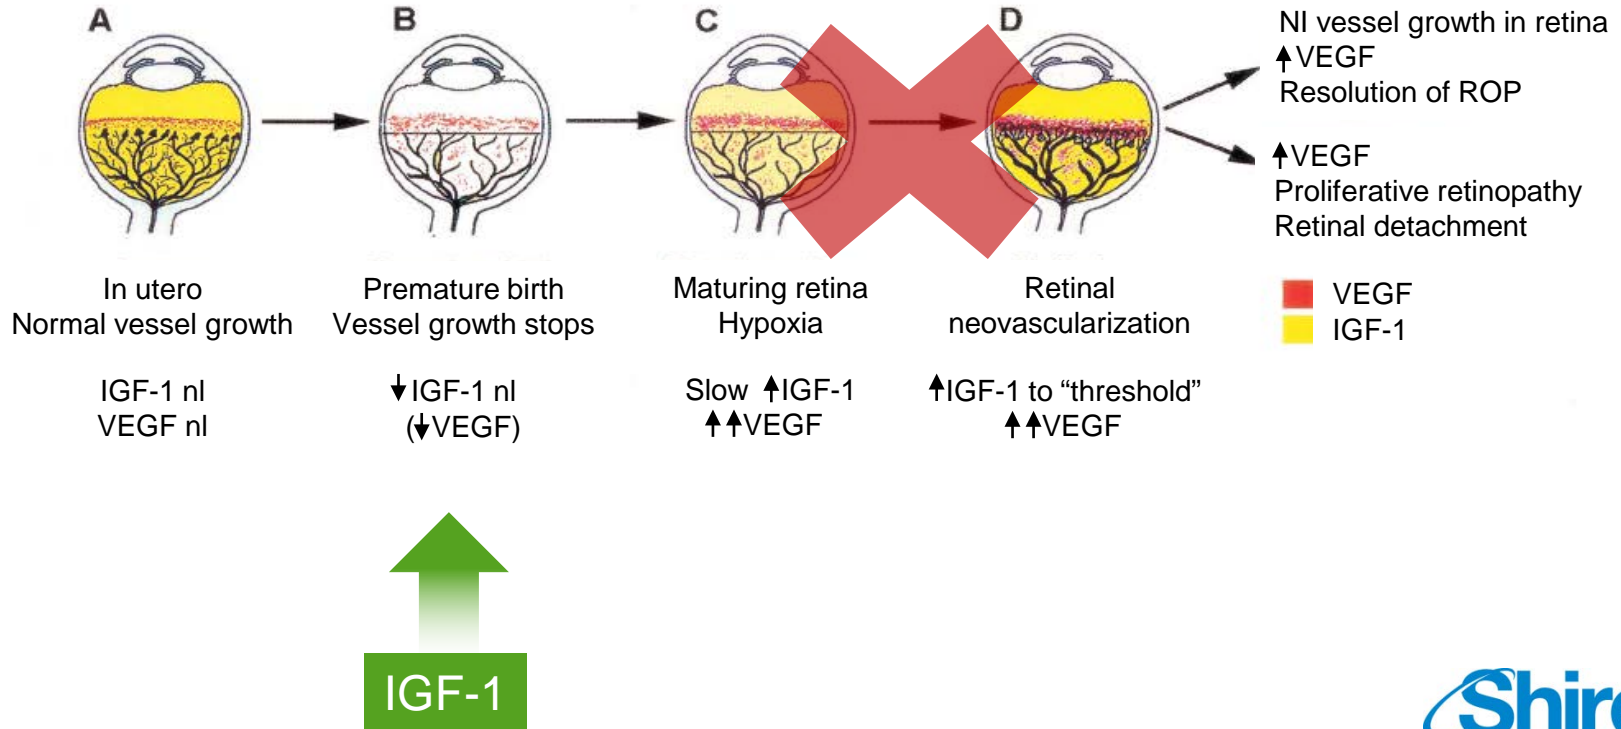 A
B
C
D
NI vessel growth in retina
↑VEGF
Resolution of ROP
↑VEGF
Proliferative retinopathy
Retinal detachment
In utero
Normal vessel growth
IGF-1 nl
VEGF nl
Premature birth
Vessel growth stops
↓IGF-1 nl
(↓VEGF)
Maturing retina
Hypoxia
Slow ↑IGF-1
↑↑VEGF
Retinal
neovascularization
↑IGF-1 to “threshold”
↑↑VEGF
VEGF
IGF-1
IGF-1
Shire